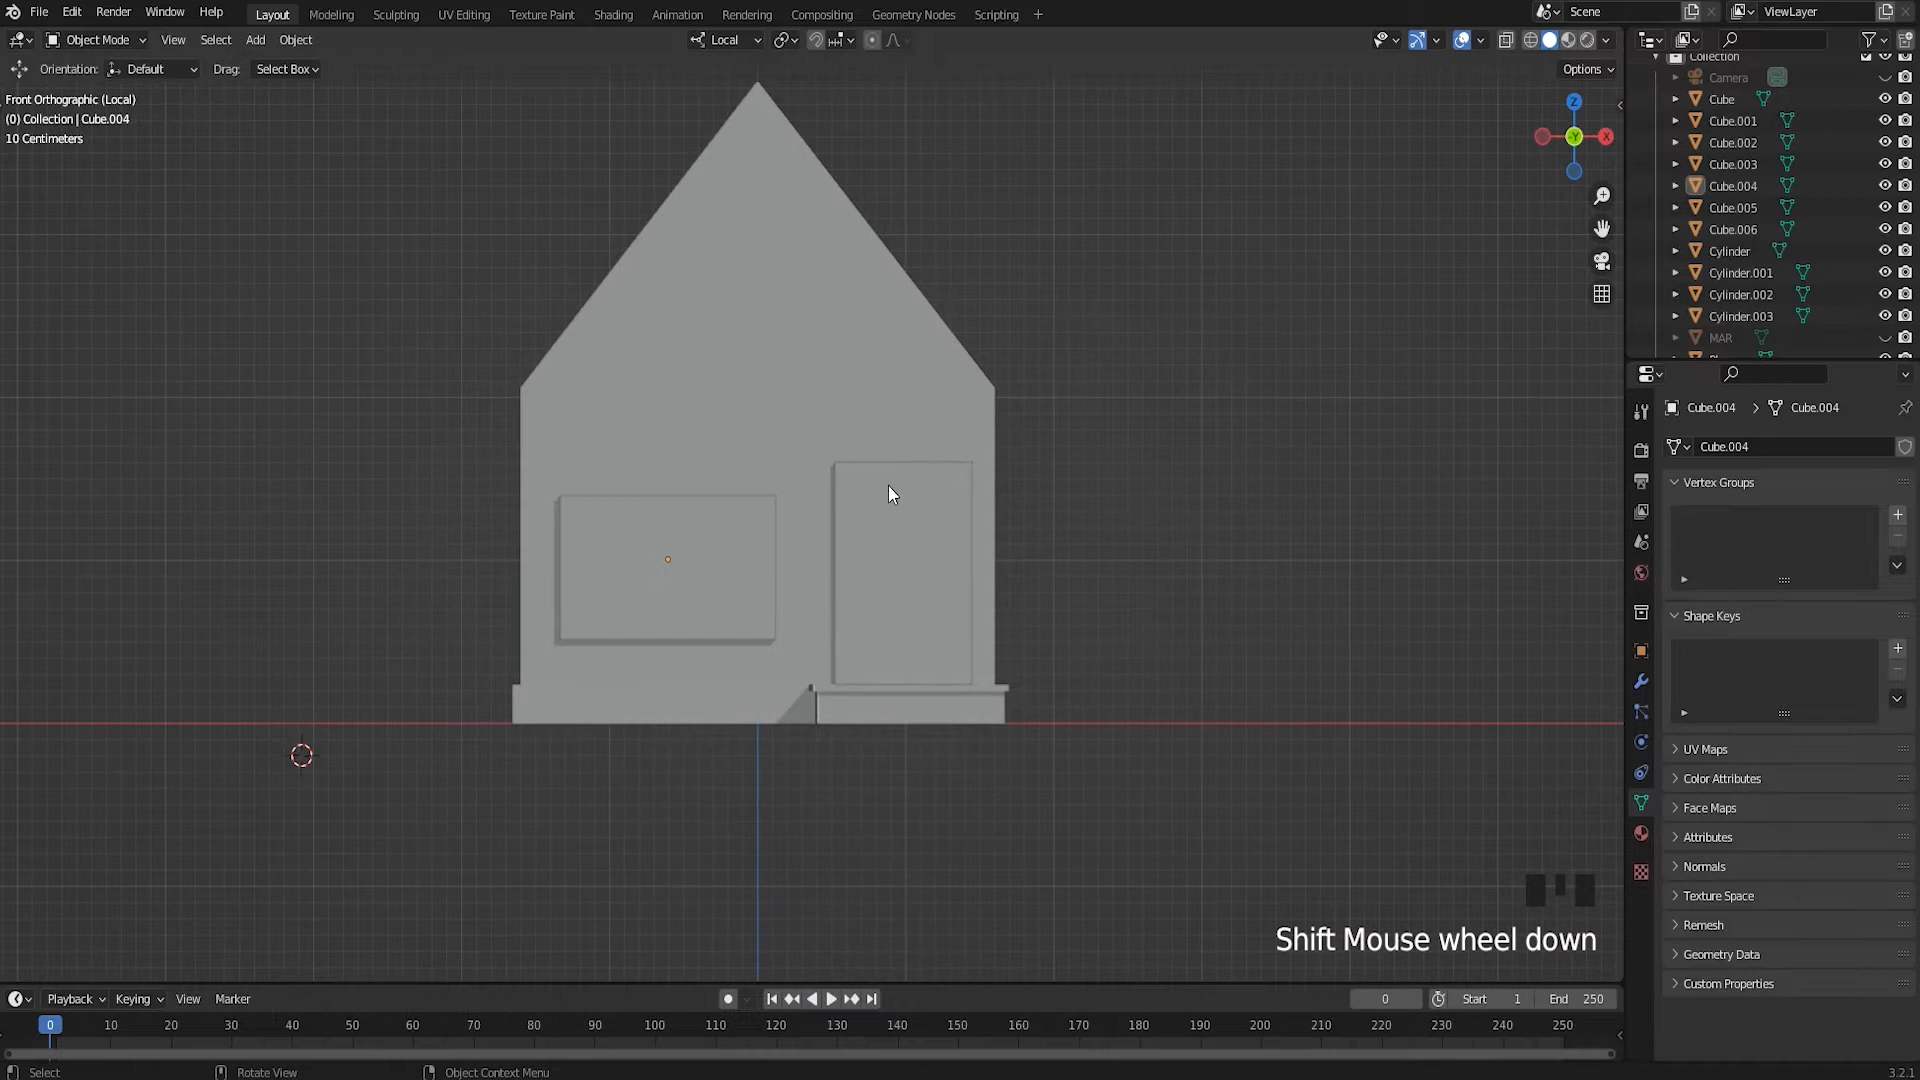 File Edit Render Window Help Layout Modeling Sculpting UV Editing Texture Paint Shading Animation Rendering Compositing Geometry Nodes Scripting + Scene ViewLayer
Object Mode View Select Add Object Local
Orientation: Default Drag: Select Box Options
Front Orthographic (Local)
(0) Collection | Cube.004
10 Centimeters
Z
Y
X
Collection
Camera
Cube
Cube.001
Cube.002
Cube.003
Cube.004
Cube.005
Cube.006
Cylinder
Cylinder.001
Cylinder.002
Cylinder.003
MAR
Cube.004 > Cube.004
Cube.004
Vertex Groups
Shape Keys
UV Maps
Color Attributes
Face Maps
Attributes
Normals
Texture Space
Remesh
Geometry Data
Custom Properties
Shift Mouse wheel down
Playback Keying View Marker 0 Start 1 End 250
0 10 20 30 40 50 60 70 80 90 100 110 120 130 140 150 160 170 180 190 200 210 220 230 240 250
Select Rotate View Object Context Menu 3.2.1